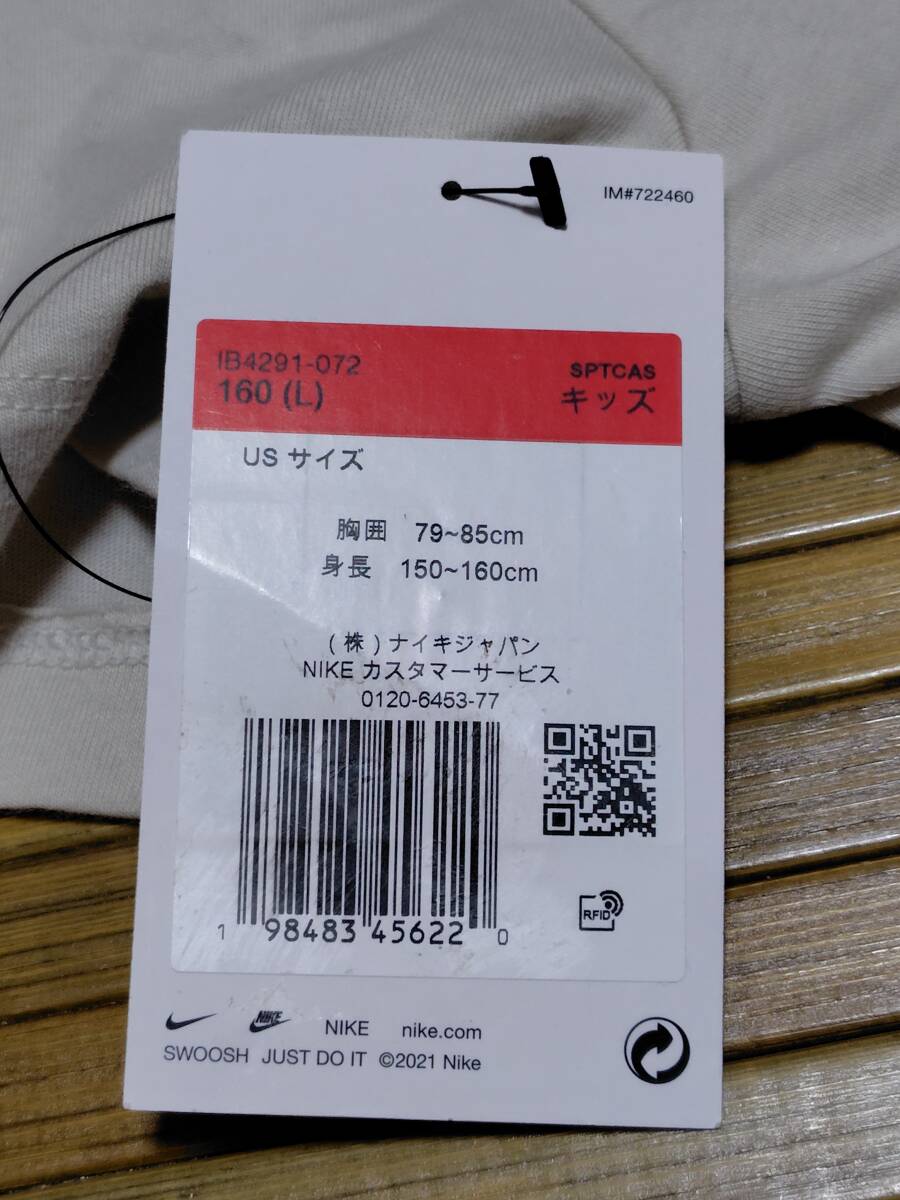 IM#722460
IB4291-072
SPTCAS
160 (L)
キッズ
US サイズ
胸囲 79~85cm
身長 150~160cm
(株)ナイキジャパン
NIKE カスタマーサービス
0120-6453-77
1 98483 45622 0
RFID
NIKE NIKE nike.com
SWOOSH JUST DO IT ©2021 Nike